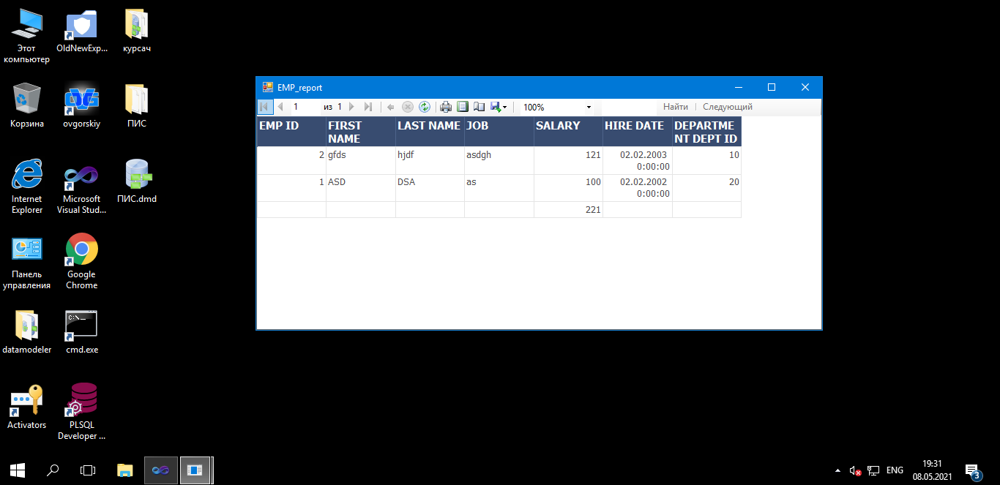 Этот
компьютер
OldNewExp...
курсач
Корзина
ovgorskiy
ПИС
Internet
Explorer
Microsoft
Visual Stud...
ПИС.dmd
Панель
управления
Google
Chrome
datamodeler
C:\._
cmd.exe
Activators
PLSQL
Developer ...
EMP_report
1 из 1 100% Найти Следующий
EMP ID FIRST NAME LAST NAME JOB SALARY HIRE DATE DEPARTME
NT DEPT ID
2 gfds hjdf asdgh 121 02.02.2003 10
0:00:00
1 ASD DSA as 100 02.02.2002 20
0:00:00
221
ENG
19:31
08.05.2021
3